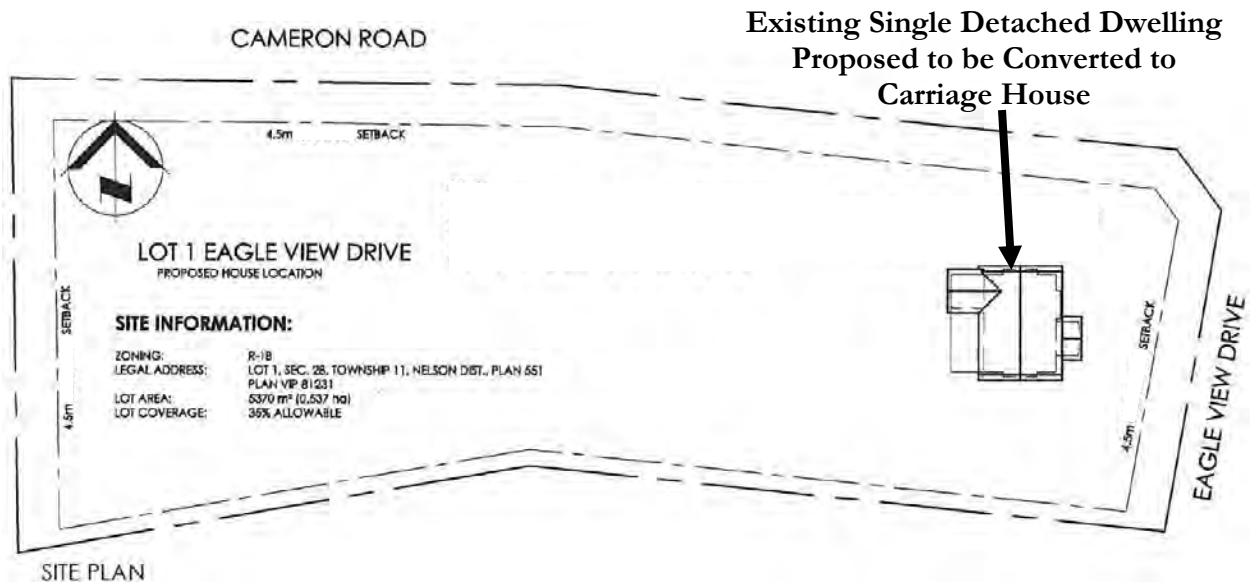 Existing Single Detached Dwelling
Proposed to be Converted to
Carriage House
CAMERON ROAD
4.5m SETBACK
LOT 1 EAGLE VIEW DRIVE
PROPOSED HOUSE LOCATION
SITE INFORMATION:
ZONING: R-1B
LEGAL ADDRESS: LOT 1, SEC. 28, TOWNSHIP 11, NELSON DIST., PLAN 551
PLAN VIP 81231
LOT AREA: 5370 m² (0.537 ha)
LOT COVERAGE: 35% ALLOWABLE
SETBACK
4.5m
SETBACK
4.5m
EAGLE VIEW DRIVE
SITE PLAN